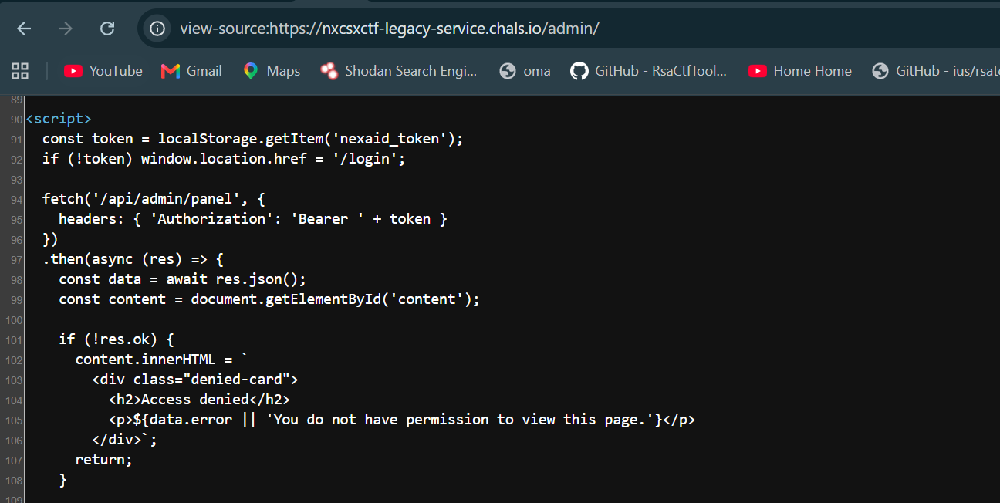 view-source:https://nxcsxctf-legacy-service.chals.io/admin/
YouTube Gmail Maps Shodan Search Engi... oma GitHub - RsaCtfTool... Home Home GitHub - ius/rsat
89
90 <script>
91   const token = localStorage.getItem('nexaid_token');
92   if (!token) window.location.href = '/login';
93
94   fetch('/api/admin/panel', {
95     headers: { 'Authorization': 'Bearer ' + token }
96   })
97   .then(async (res) => {
98     const data = await res.json();
99     const content = document.getElementById('content');
100
101     if (!res.ok) {
102       content.innerHTML = `
103         <div class="denied-card">
104           <h2>Access denied</h2>
105           <p>${data.error || 'You do not have permission to view this page.'}</p>
106         </div>`;
107       return;
108     }
109